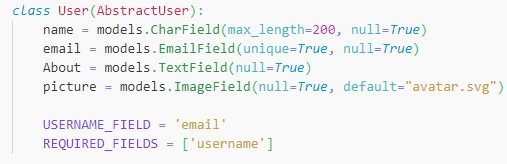 class User(AbstractUser):
    name = models.CharField(max_length=200, null=True)
    email = models.EmailField(unique=True, null=True)
    About = models.TextField(null=True)
    picture = models.ImageField(null=True, default="avatar.svg")

    USERNAME_FIELD = 'email'
    REQUIRED_FIELDS = ['username']